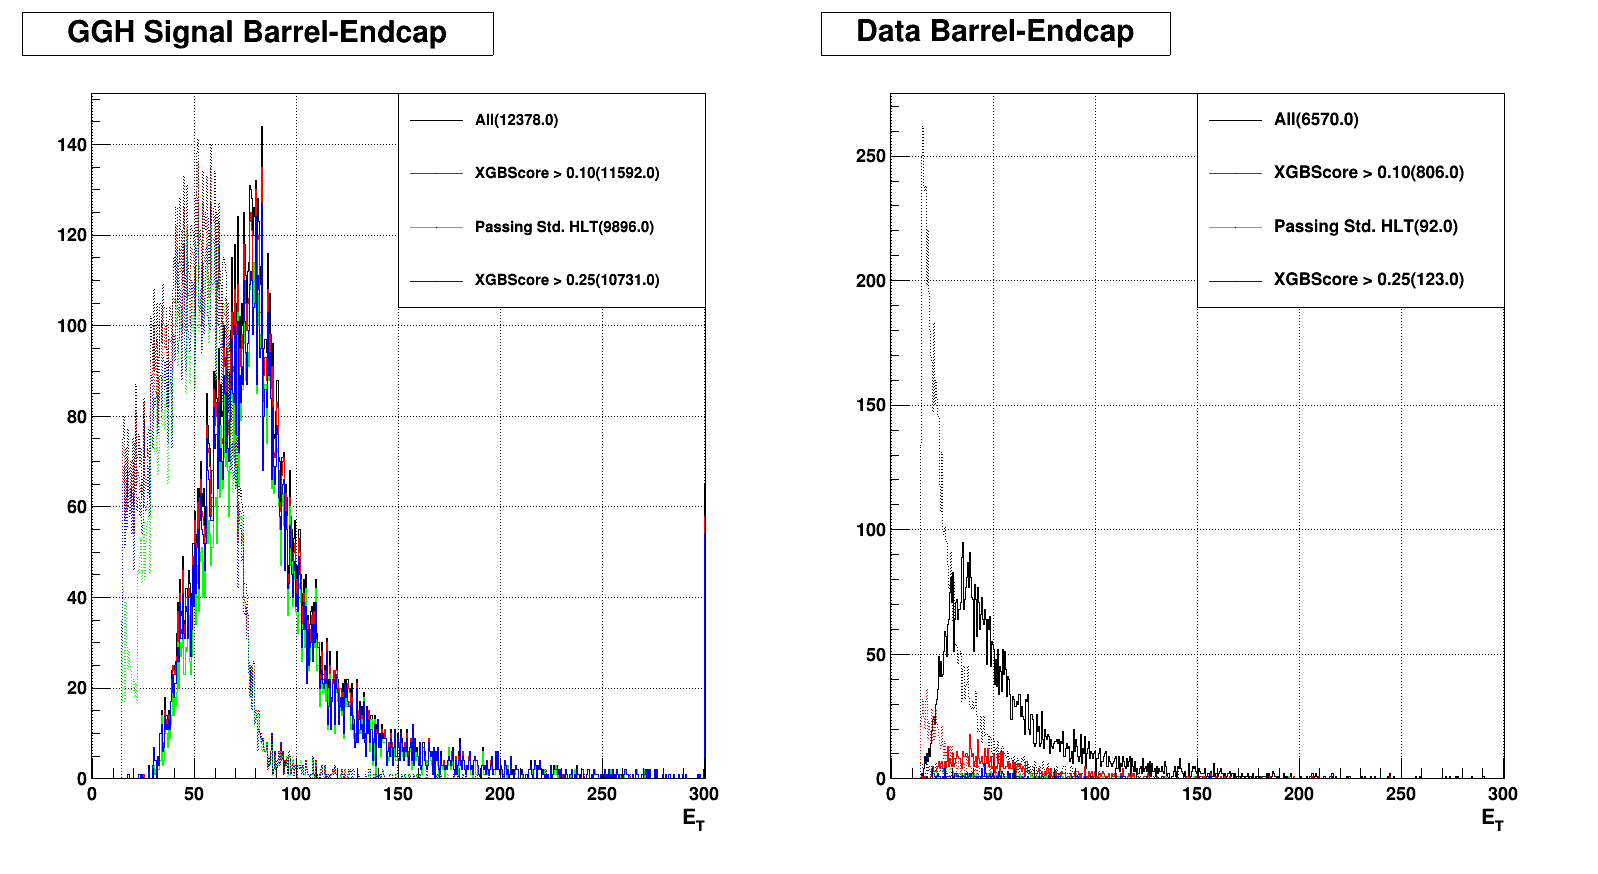 GGH Signal Barrel-Endcap
All(12378.0)
XGBScore > 0.10(11592.0)
Passing Std. HLT(9896.0)
XGBScore > 0.25(10731.0)
140
120
100
80
60
40
20
0
0 50 100 150 200 250 300
E_T
Data Barrel-Endcap
All(6570.0)
XGBScore > 0.10(806.0)
Passing Std. HLT(92.0)
XGBScore > 0.25(123.0)
250
200
150
100
50
0
0 50 100 150 200 250 300
E_T